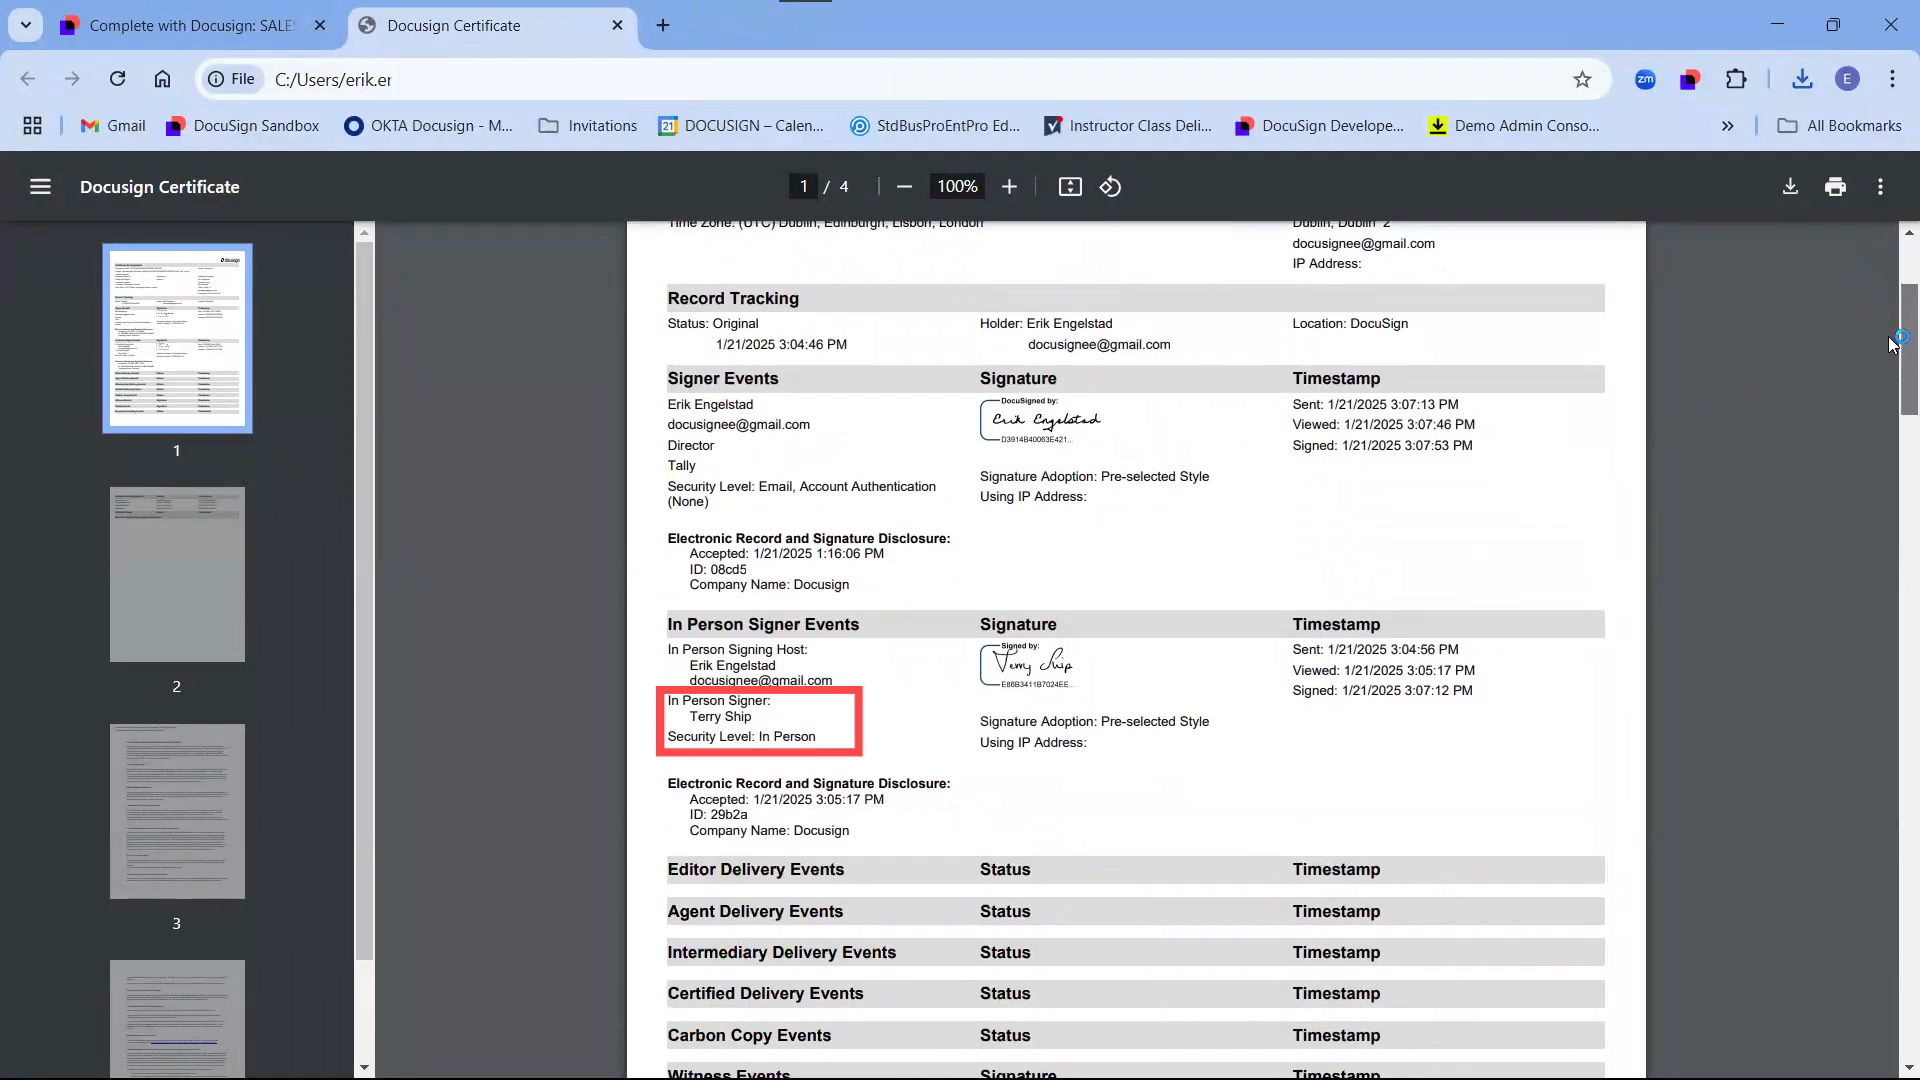 Complete with Docusign: SALES
Docusign Certificate
File
C:/Users/erik.er
E
Gmail
DocuSign Sandbox
OKTA Docusign - M...
Invitations
DOCUSIGN – Calen...
StdBusProEntPro Ed...
Instructor Class Deli...
DocuSign Develope...
Demo Admin Conso...
All Bookmarks
Docusign Certificate
1 / 4
100%
1
2
3
Time Zone: (UTC) Dublin, Edinburgh, Lisbon, London
Dublin, Dublin 2
docusignee@gmail.com
IP Address:
Record Tracking
Status: Original
1/21/2025 3:04:46 PM
Holder: Erik Engelstad
docusignee@gmail.com
Location: DocuSign
Signer Events
Signature
Timestamp
Erik Engelstad
docusignee@gmail.com
Director
Tally
Security Level: Email, Account Authentication
(None)
DocuSigned by:
Erik Engelstad
D3914B40063E421...
Signature Adoption: Pre-selected Style
Using IP Address:
Sent: 1/21/2025 3:07:13 PM
Viewed: 1/21/2025 3:07:46 PM
Signed: 1/21/2025 3:07:53 PM
Electronic Record and Signature Disclosure:
Accepted: 1/21/2025 1:16:06 PM
ID: 08cd5
Company Name: Docusign
In Person Signer Events
Signature
Timestamp
In Person Signing Host:
Erik Engelstad
docusignee@gmail.com
In Person Signer:
Terry Ship
Security Level: In Person
Signed by:
Terry Ship
E86B3411B7024EE...
Signature Adoption: Pre-selected Style
Using IP Address:
Sent: 1/21/2025 3:04:56 PM
Viewed: 1/21/2025 3:05:17 PM
Signed: 1/21/2025 3:07:12 PM
Electronic Record and Signature Disclosure:
Accepted: 1/21/2025 3:05:17 PM
ID: 29b2a
Company Name: Docusign
Editor Delivery Events
Status
Timestamp
Agent Delivery Events
Status
Timestamp
Intermediary Delivery Events
Status
Timestamp
Certified Delivery Events
Status
Timestamp
Carbon Copy Events
Status
Timestamp
Witness Events
Signature
Timestamp